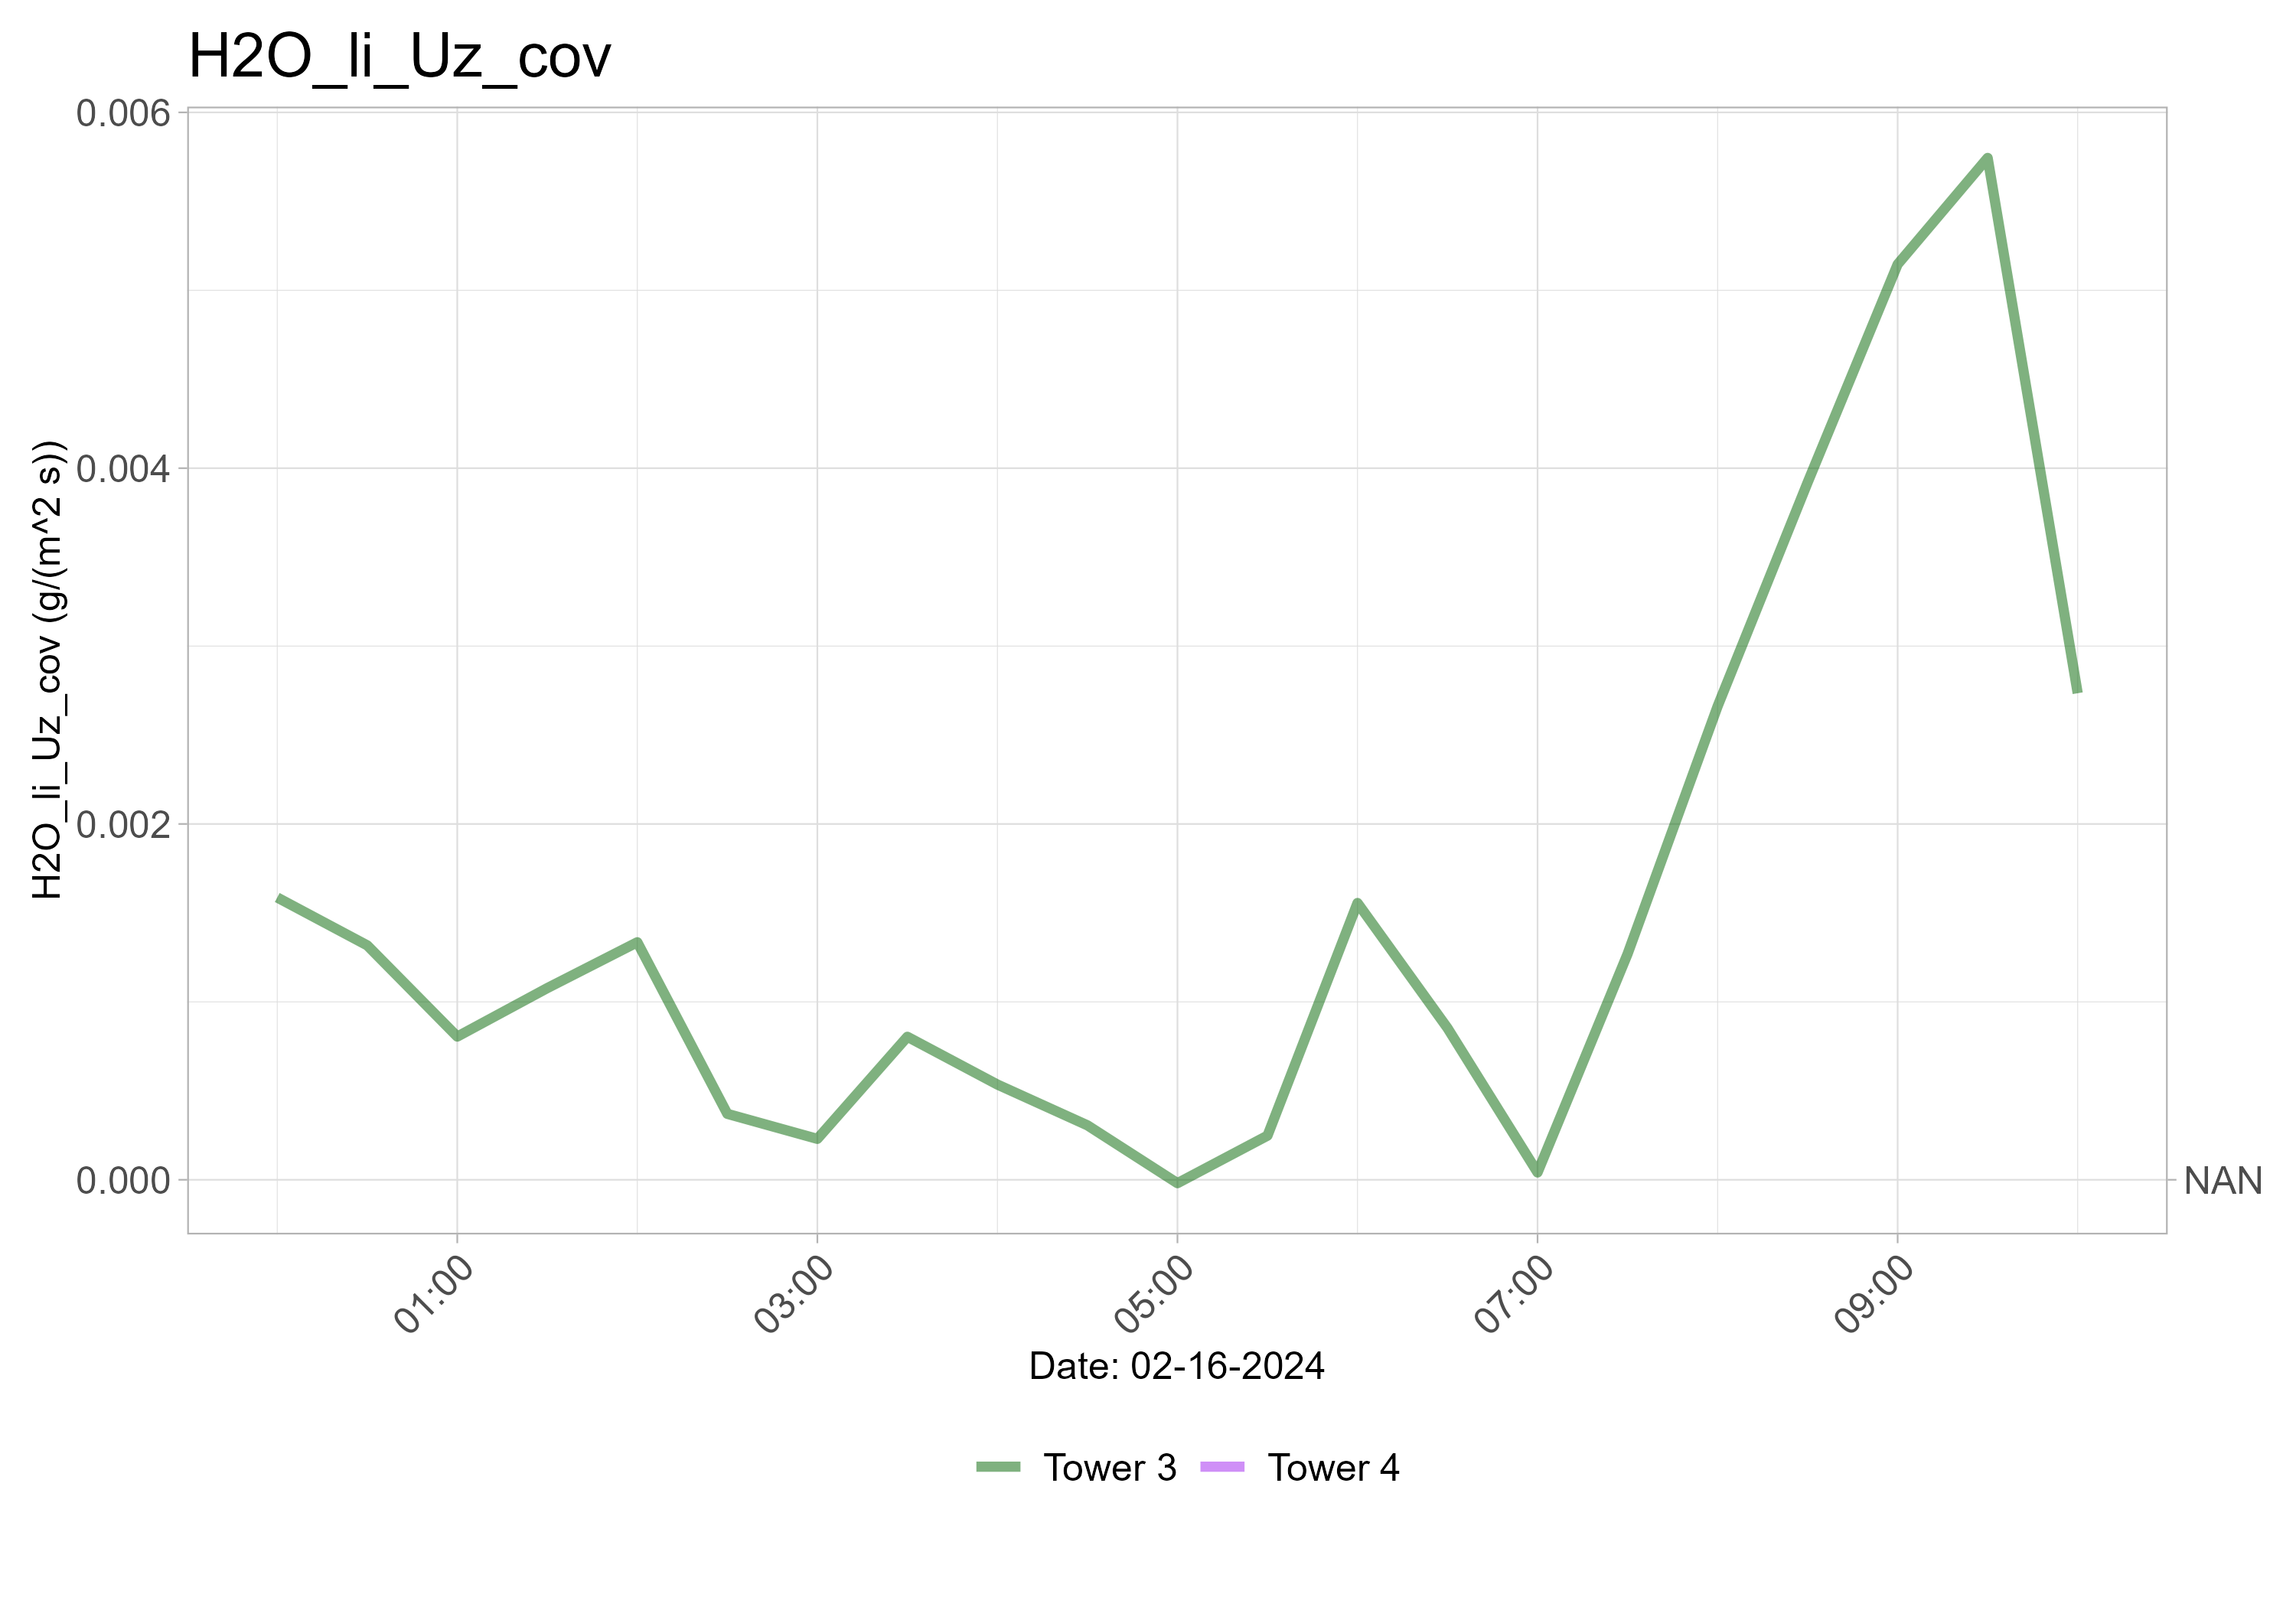 H2O_li_Uz_cov
0.006
0.004
0.002
0.000
H2O_li_Uz_cov (g/(m^2 s))
NAN
01:00
03:00
05:00
07:00
09:00
Date: 02-16-2024
Tower 3
Tower 4